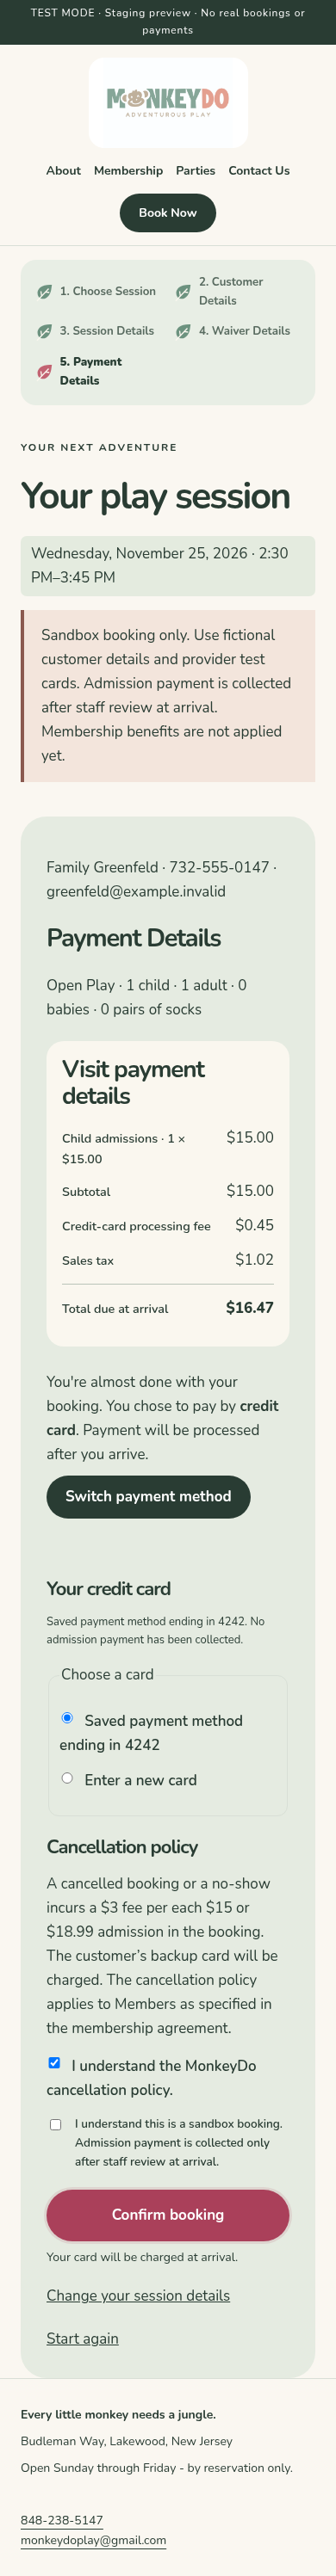 TEST MODE · Staging preview · No real bookings or
payments
MONKEYDO
ADVENTUROUS PLAY
About Membership Parties Contact Us
Book Now
1. Choose Session
2. Customer
Details
3. Session Details
4. Waiver Details
5. Payment
Details
YOUR NEXT ADVENTURE
Your play session
Wednesday, November 25, 2026 · 2:30
PM–3:45 PM
Sandbox booking only. Use fictional
customer details and provider test
cards. Admission payment is collected
after staff review at arrival.
Membership benefits are not applied
yet.
Family Greenfeld · 732-555-0147 ·
greenfeld@example.invalid
Payment Details
Open Play · 1 child · 1 adult · 0
babies · 0 pairs of socks
Visit payment
details
Child admissions · 1 ×
$15.00
$15.00
Subtotal $15.00
Credit-card processing fee $0.45
Sales tax $1.02
Total due at arrival $16.47
You're almost done with your
booking. You chose to pay by credit
card. Payment will be processed
after you arrive.
Switch payment method
Your credit card
Saved payment method ending in 4242. No
admission payment has been collected.
Choose a card
Saved payment method
ending in 4242
Enter a new card
Cancellation policy
A cancelled booking or a no-show
incurs a $3 fee per each $15 or
$18.99 admission in the booking.
The customer’s backup card will be
charged. The cancellation policy
applies to Members as specified in
the membership agreement.
I understand the MonkeyDo
cancellation policy.
I understand this is a sandbox booking.
Admission payment is collected only
after staff review at arrival.
Confirm booking
Your card will be charged at arrival.
Change your session details
Start again
Every little monkey needs a jungle.
Budleman Way, Lakewood, New Jersey
Open Sunday through Friday - by reservation only.
848-238-5147
monkeydoplay@gmail.com